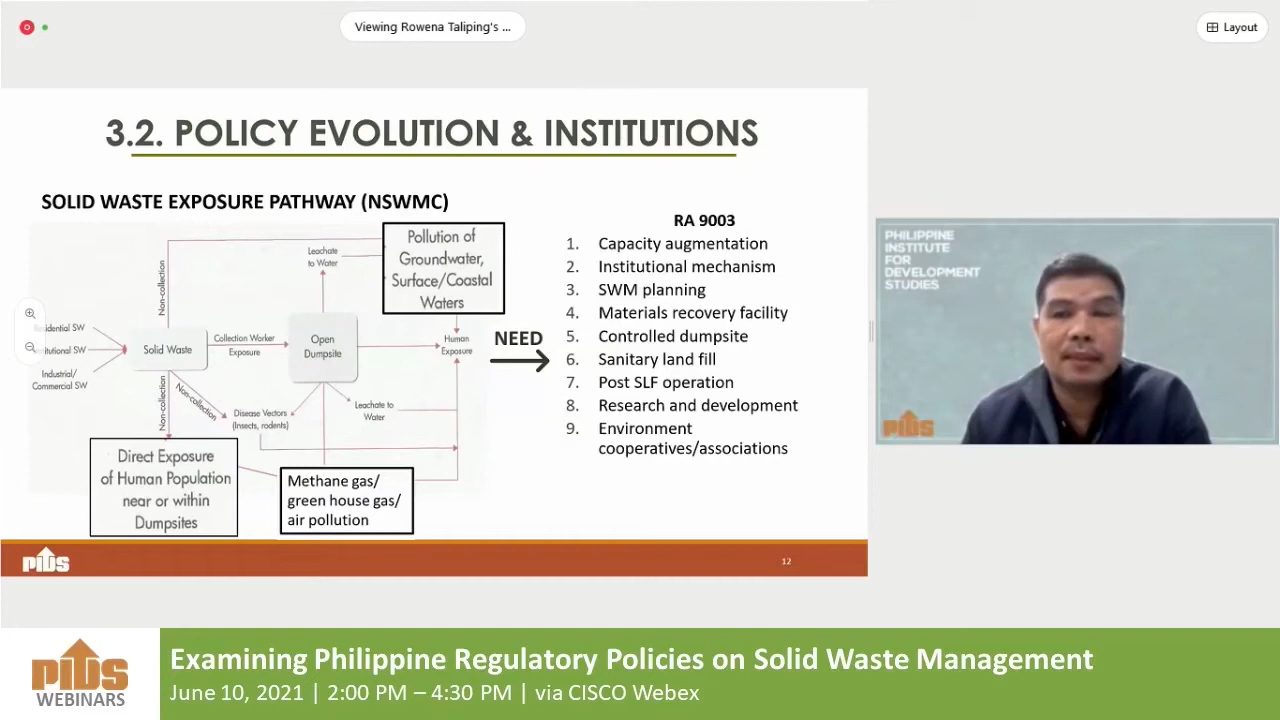 Viewing Rowena Taliping's ...
Layout
3.2. POLICY EVOLUTION & INSTITUTIONS
SOLID WASTE EXPOSURE PATHWAY (NSWMC)
Non-collection
Leachate
to Water
Pollution of
Groundwater,
Surface/Coastal
Waters
esidential SW
stitutional SW
Industrial/
Commercial SW
Solid Waste
Collection Worker
Exposure
Open
Dumpsite
Human
Exposure
Non-collection
Non-collection
Disease Vectors
(Insects, rodents)
Leachate to
Water
Direct Exposure
of Human Population
near or within
Dumpsites
Methane gas/
green house gas/
air pollution
NEED
RA 9003
1. Capacity augmentation
2. Institutional mechanism
3. SWM planning
4. Materials recovery facility
5. Controlled dumpsite
6. Sanitary land fill
7. Post SLF operation
8. Research and development
9. Environment
cooperatives/associations
PIDS
12
PHILIPPINE
INSTITUTE
FOR
DEVELOPMENT
STUDIES
PIDS
PIDS
WEBINARS
Examining Philippine Regulatory Policies on Solid Waste Management
June 10, 2021 | 2:00 PM – 4:30 PM | via CISCO Webex